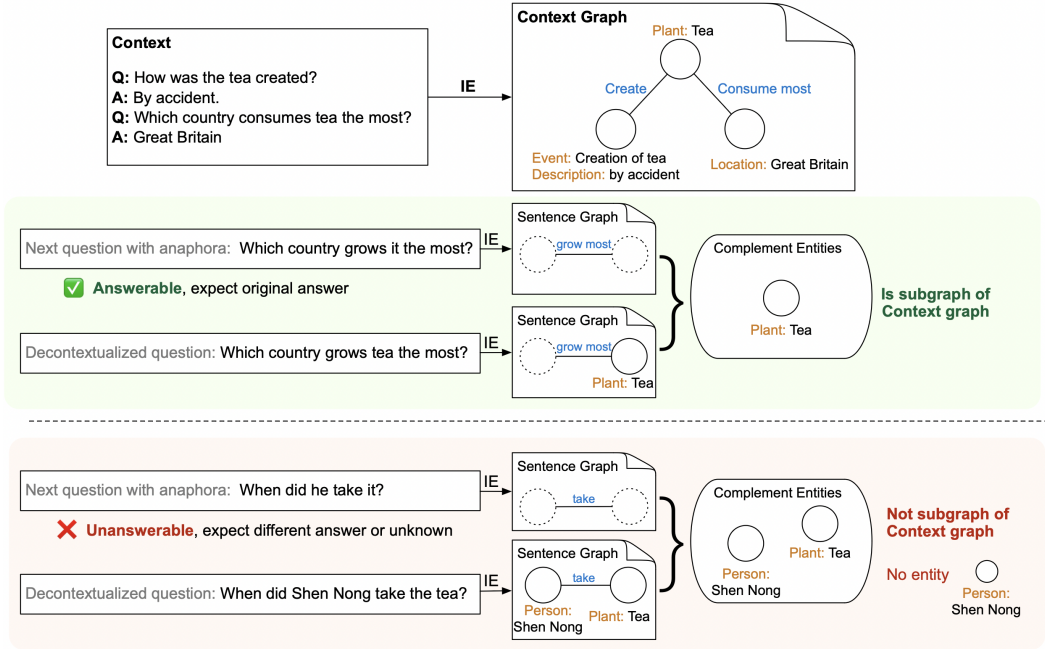 Context
Q: How was the tea created?
A: By accident.
Q: Which country consumes tea the most?
A: Great Britain
IE
Context Graph
Plant: Tea
Create
Consume most
Event: Creation of tea
Description: by accident
Location: Great Britain
Next question with anaphora: Which country grows it the most?
IE
Sentence Graph
grow most
Answerable, expect original answer
Decontextualized question: Which country grows tea the most?
IE
Sentence Graph
grow most
Plant: Tea
Complement Entities
Plant: Tea
Is subgraph of
Context graph
Next question with anaphora: When did he take it?
IE
Sentence Graph
take
Unanswerable, expect different answer or unknown
Decontextualized question: When did Shen Nong take the tea?
IE
Sentence Graph
take
Person:
Shen Nong
Plant: Tea
Complement Entities
Plant: Tea
Person:
Shen Nong
Not subgraph of
Context graph
No entity
Person:
Shen Nong